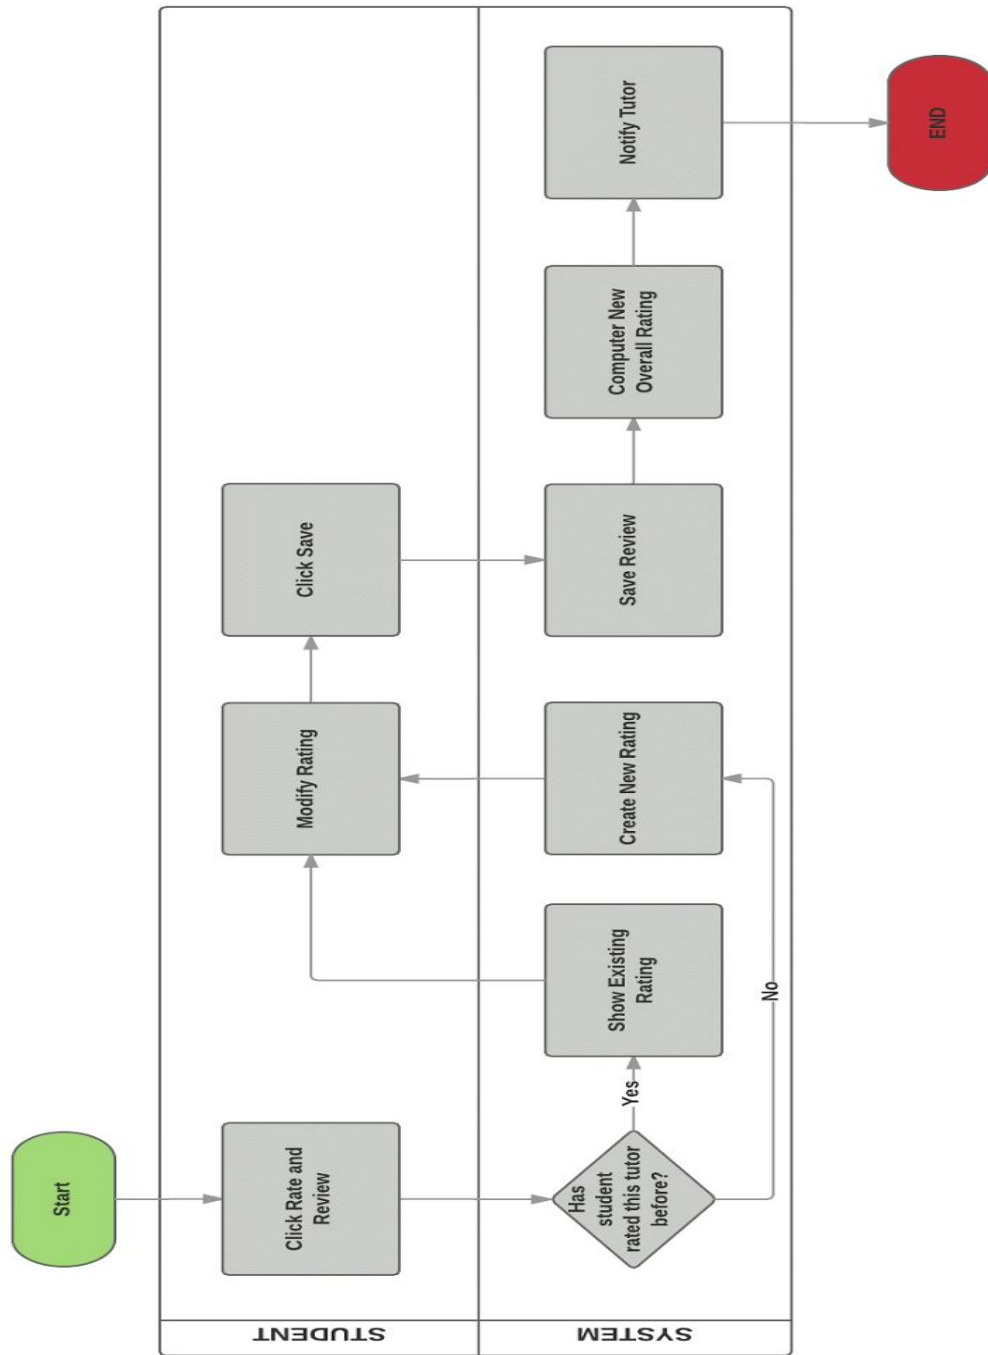 Start
STUDENT
Click Rate and
Review
Modify Rating
Click Save
SYSTEM
Has
student
rated this tutor
before?
Yes
No
Show Existing
Rating
Create New Rating
Save Review
Computer New
Overall Rating
Notify Tutor
END